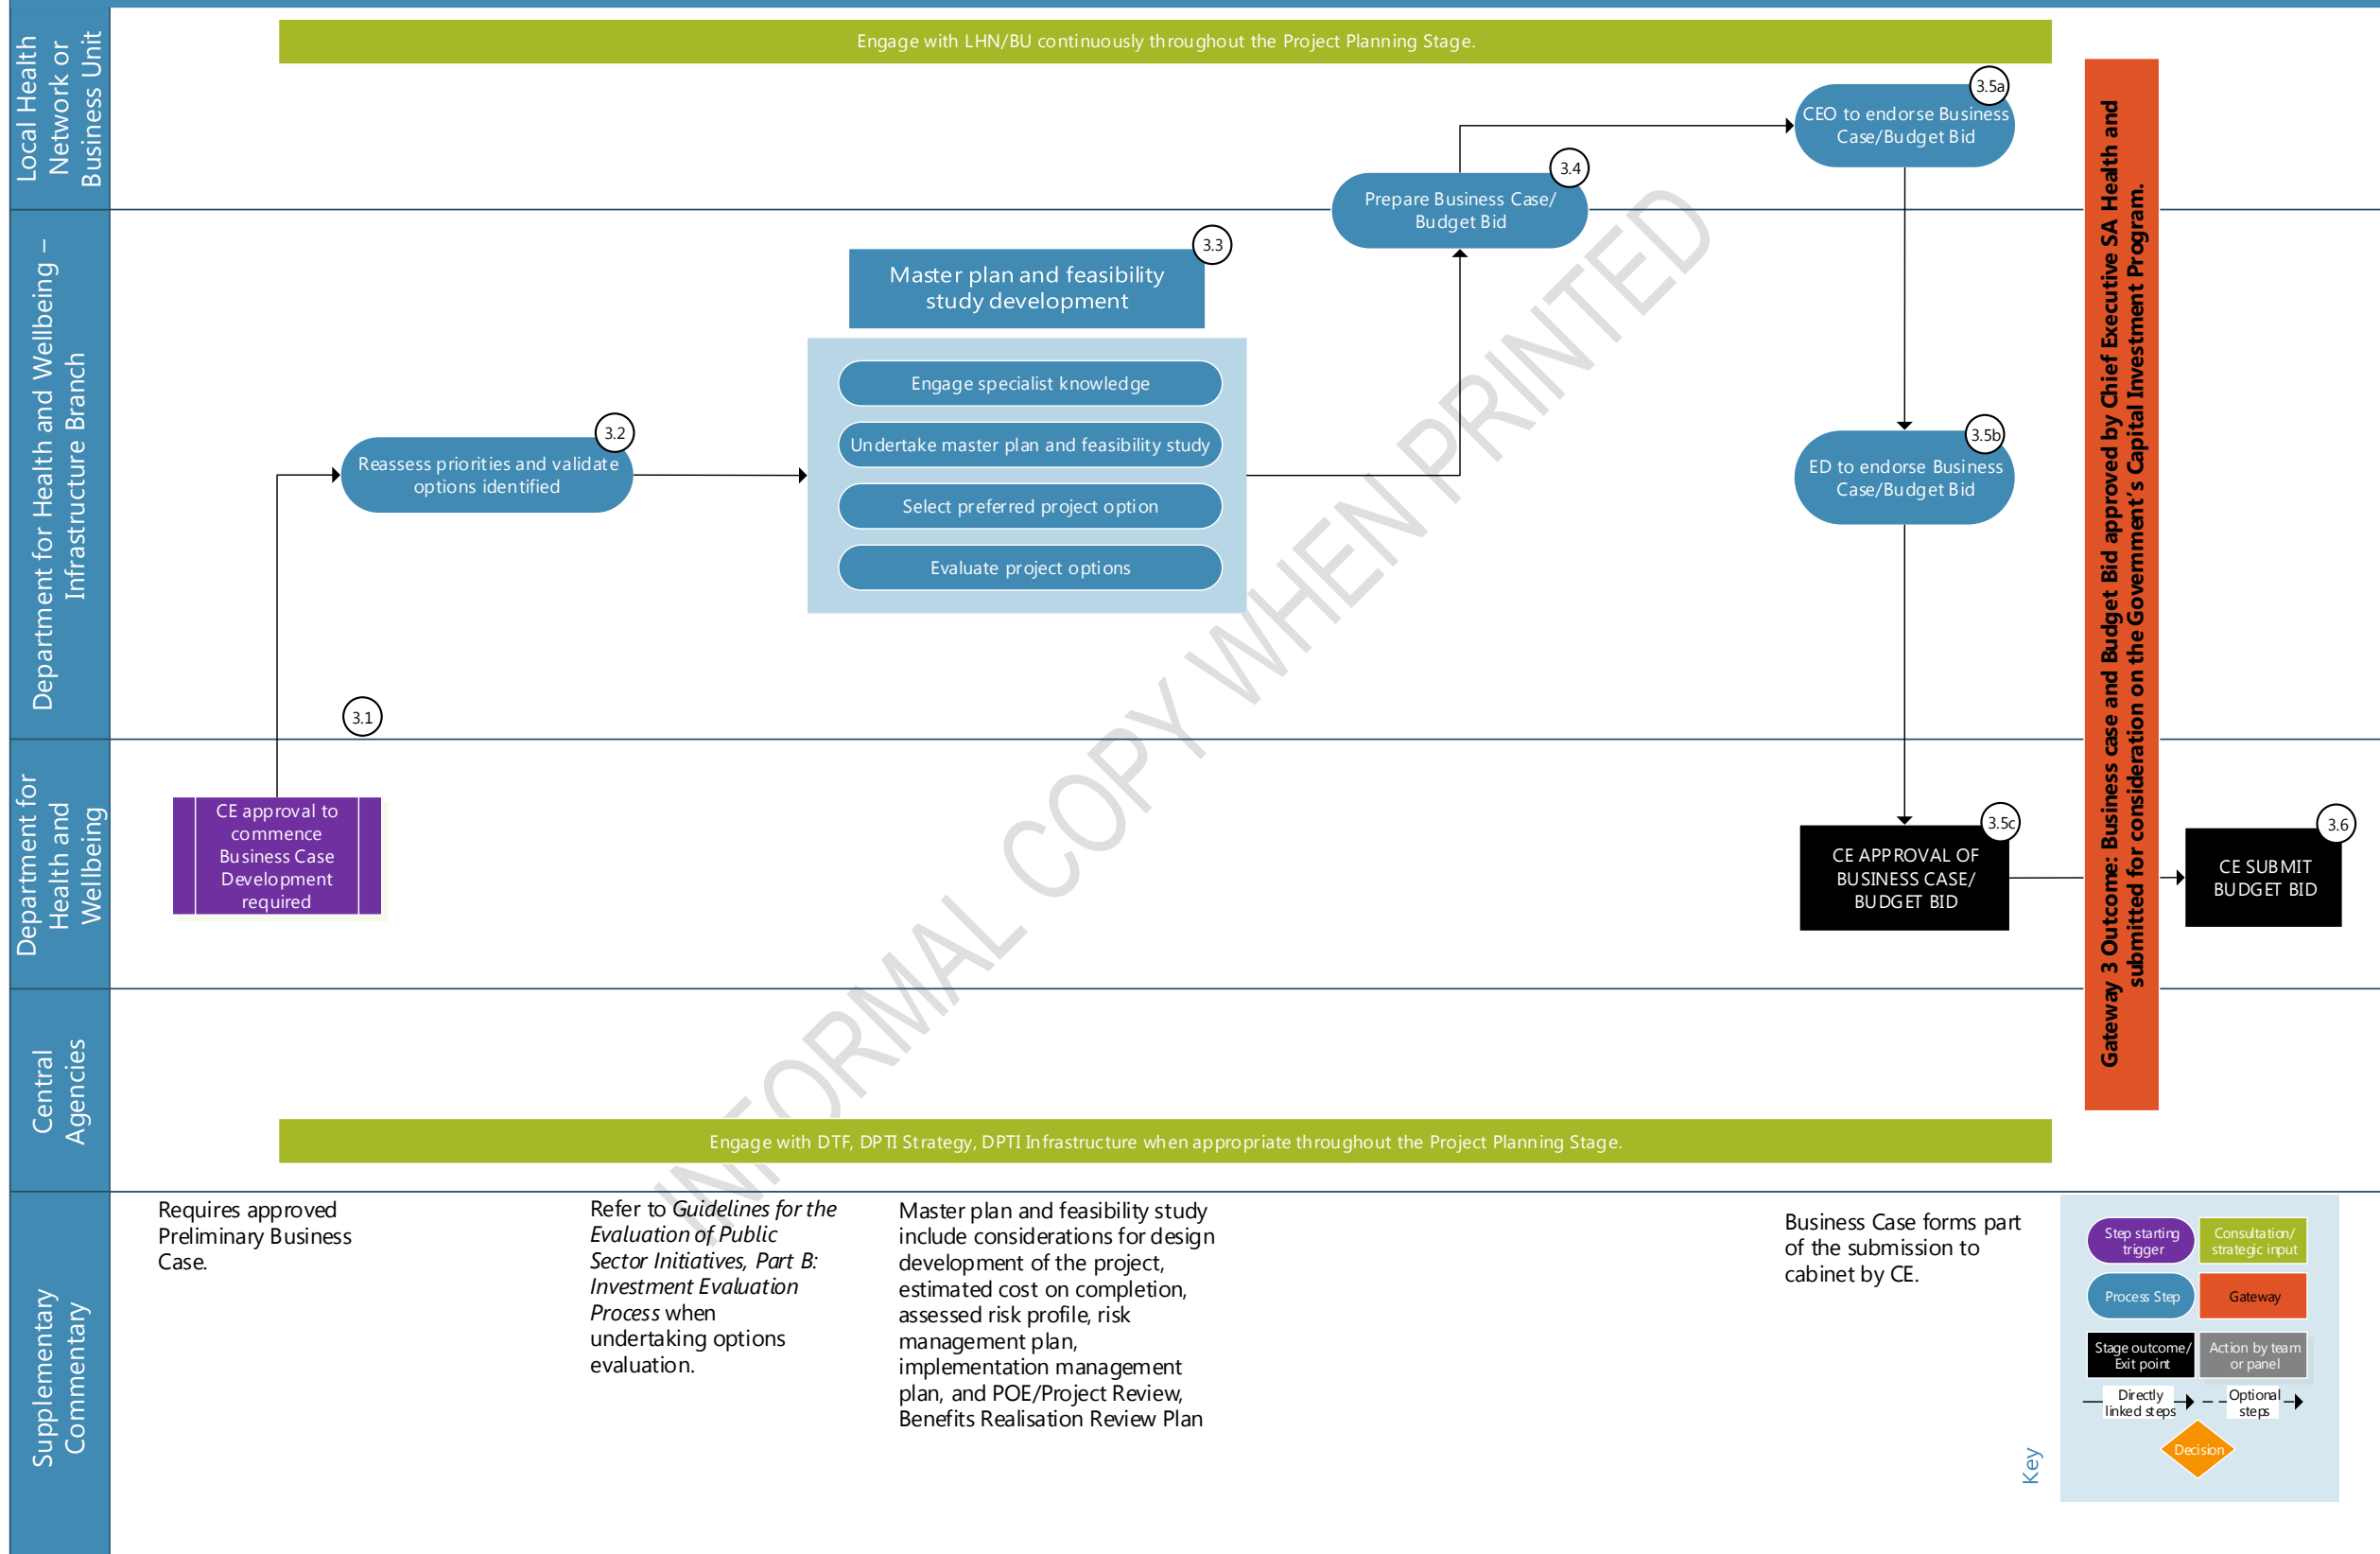 Local Health
Network or
Business Unit
Engage with LHN/BU continuously throughout the Project Planning Stage.
3.5a
CEO to endorse Business
Case/Budget Bid
3.4
Prepare Business Case/
Budget Bid
Department for Health and Wellbeing –
Infrastructure Branch
3.3
Master plan and feasibility
study development
Engage specialist knowledge
Undertake master plan and feasibility study
Select preferred project option
Evaluate project options
3.2
Reassess priorities and validate
options identified
3.5b
ED to endorse Business
Case/Budget Bid
3.1
Department for
Health and
Wellbeing
CE approval to
commence
Business Case
Development
required
3.5c
CE APPROVAL OF
BUSINESS CASE/
BUDGET BID
Gateway 3 Outcome: Business case and Budget Bid approved by Chief Executive SA Health and
submitted for consideration on the Government’s Capital Investment Program.
3.6
CE SUBMIT
BUDGET BID
INFORMAL COPY WHEN PRINTED
Central
Agencies
Engage with DTF, DPTI Strategy, DPTI Infrastructure when appropriate throughout the Project Planning Stage.
Supplementary
Commentary
Requires approved
Preliminary Business
Case.
Refer to Guidelines for the
Evaluation of Public
Sector Initiatives, Part B:
Investment Evaluation
Process when
undertaking options
evaluation.
Master plan and feasibility study
include considerations for design
development of the project,
estimated cost on completion,
assessed risk profile, risk
management plan,
implementation management
plan, and POE/Project Review,
Benefits Realisation Review Plan
Business Case forms part
of the submission to
cabinet by CE.
Key
Step starting
trigger
Consultation/
strategic input
Process Step
Gateway
Stage outcome/
Exit point
Action by team
or panel
Directly
linked steps
Optional
steps
Decision